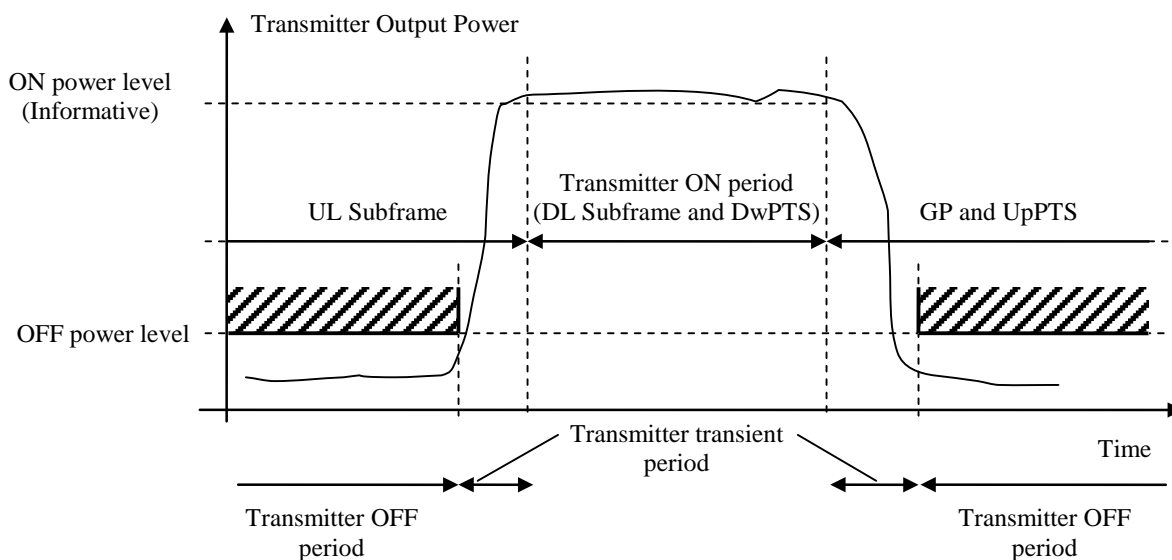 Transmitter Output Power
ON power level
(Informative)
Transmitter ON period
(DL Subframe and DwPTS)
UL Subframe
GP and UpPTS
OFF power level
Transmitter transient
period
Time
Transmitter OFF
period
Transmitter OFF
period